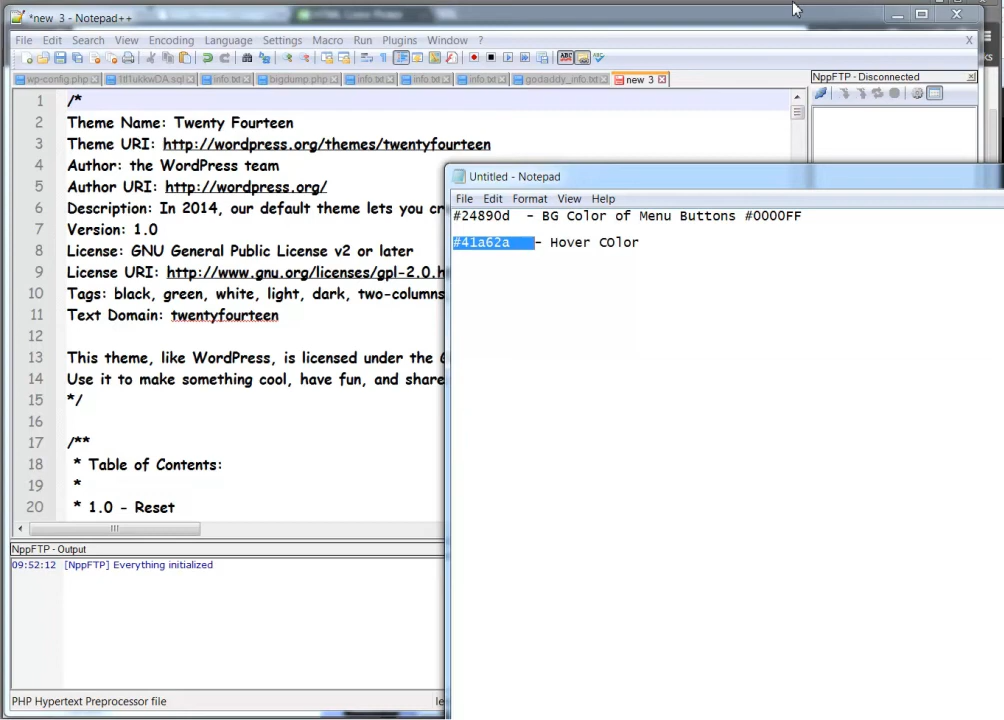 *new 3 - Notepad++
File Edit Search View Encoding Language Settings Macro Run Plugins Window ? X
wp-config.php 1tf1ukkwDA.sql info.txt bigdump.php info.txt info.txt info.txt godaddy_info.txt new 3
NppFTP - Disconnected
1 /*
2 Theme Name: Twenty Fourteen
3 Theme URI: http://wordpress.org/themes/twentyfourteen
4 Author: the WordPress team
5 Author URI: http://wordpress.org/
6 Description: In 2014, our default theme lets you cr
7 Version: 1.0
8 License: GNU General Public License v2 or later
9 License URI: http://www.gnu.org/licenses/gpl-2.0.h
10 Tags: black, green, white, light, dark, two-columns
11 Text Domain: twentyfourteen
12
13 This theme, like WordPress, is licensed under the G
14 Use it to make something cool, have fun, and share
15 */
16
17 /**
18 * Table of Contents:
19 *
20 * 1.0 - Reset
NppFTP - Output
09:52:12 [NppFTP] Everything initialized
PHP Hypertext Preprocessor file le
Untitled - Notepad
File Edit Format View Help
#24890d - BG Color of Menu Buttons #0000FF
#41a62a - Hover COlor